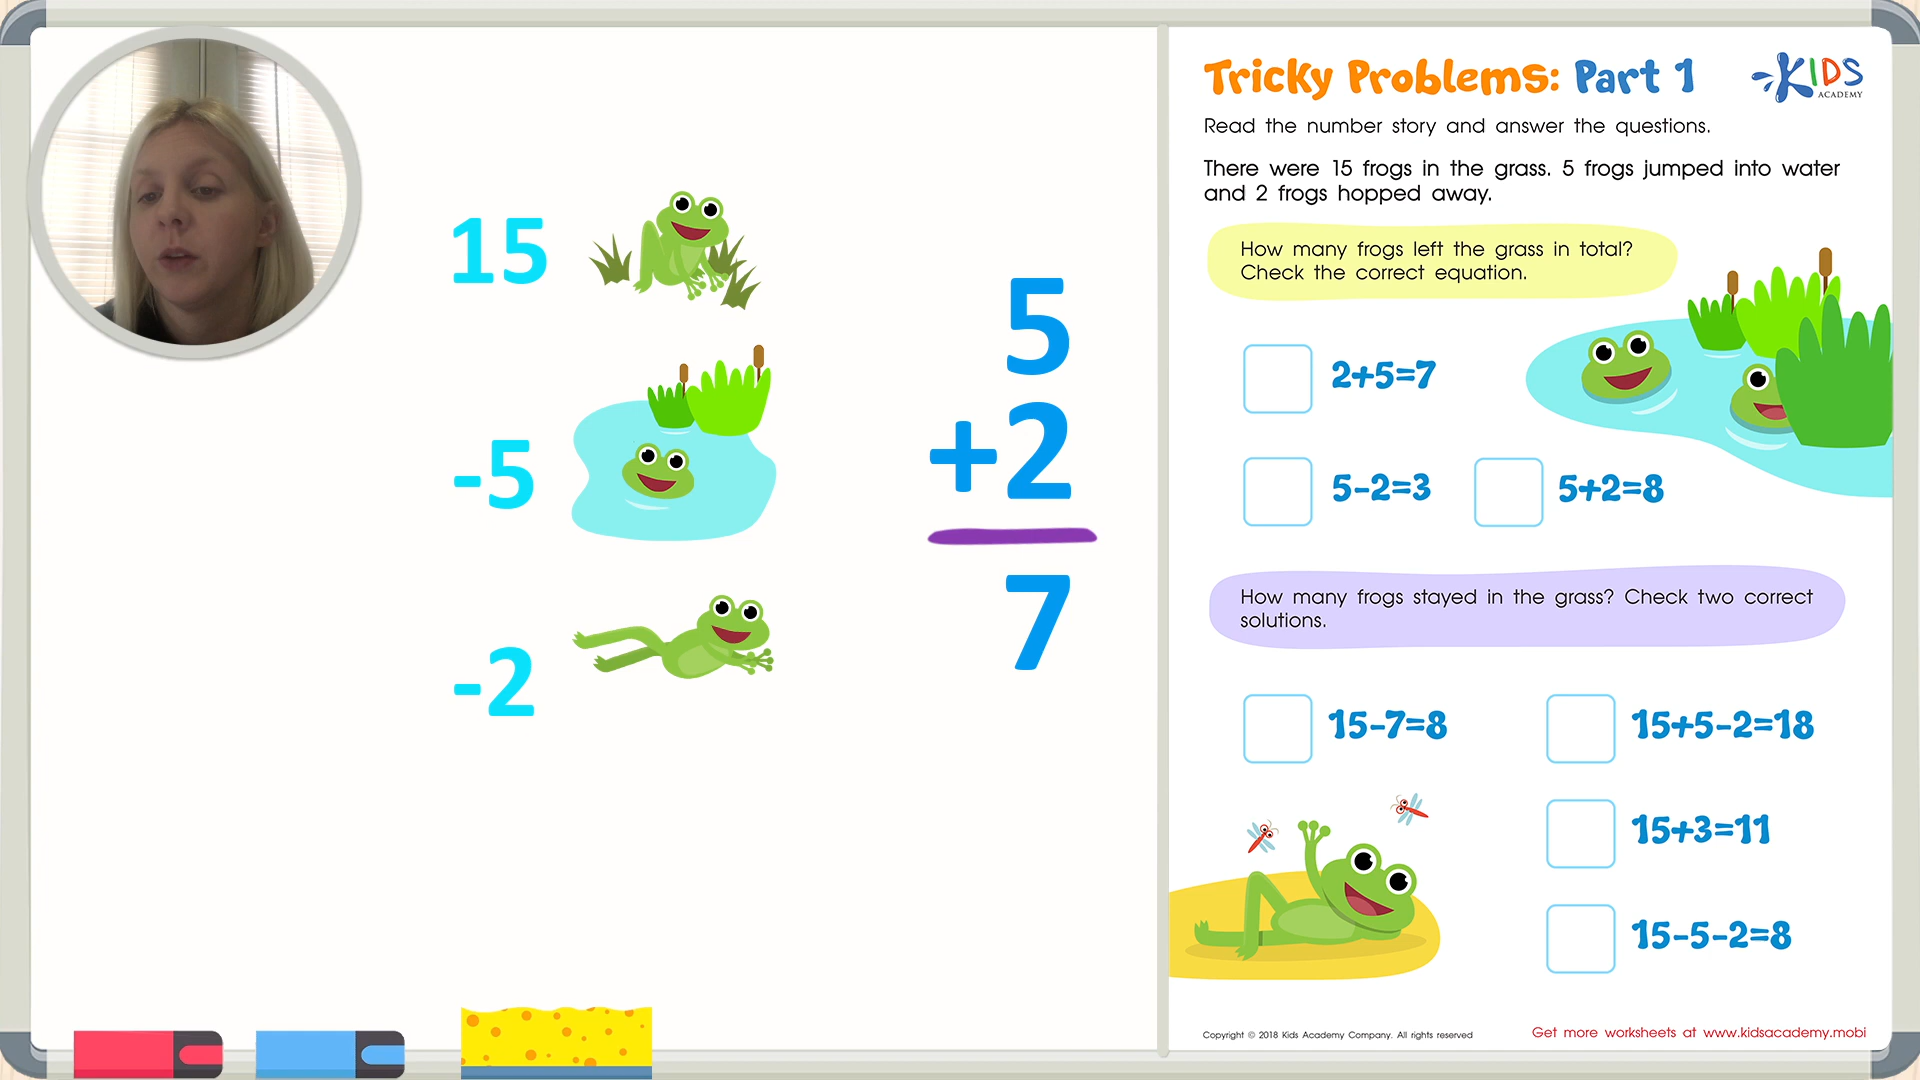 15
-5
-2
5
+2
7
Tricky Problems: Part 1
KIDS
ACADEMY
Read the number story and answer the questions.
There were 15 frogs in the grass. 5 frogs jumped into water
and 2 frogs hopped away.
How many frogs left the grass in total?
Check the correct equation.
2+5=7
5-2=3
5+2=8
How many frogs stayed in the grass? Check two correct
solutions.
15-7=8
15+5-2=18
15+3=11
15-5-2=8
Copyright © 2018 Kids Academy Company. All rights reserved
Get more worksheets at www.kidsacademy.mobi